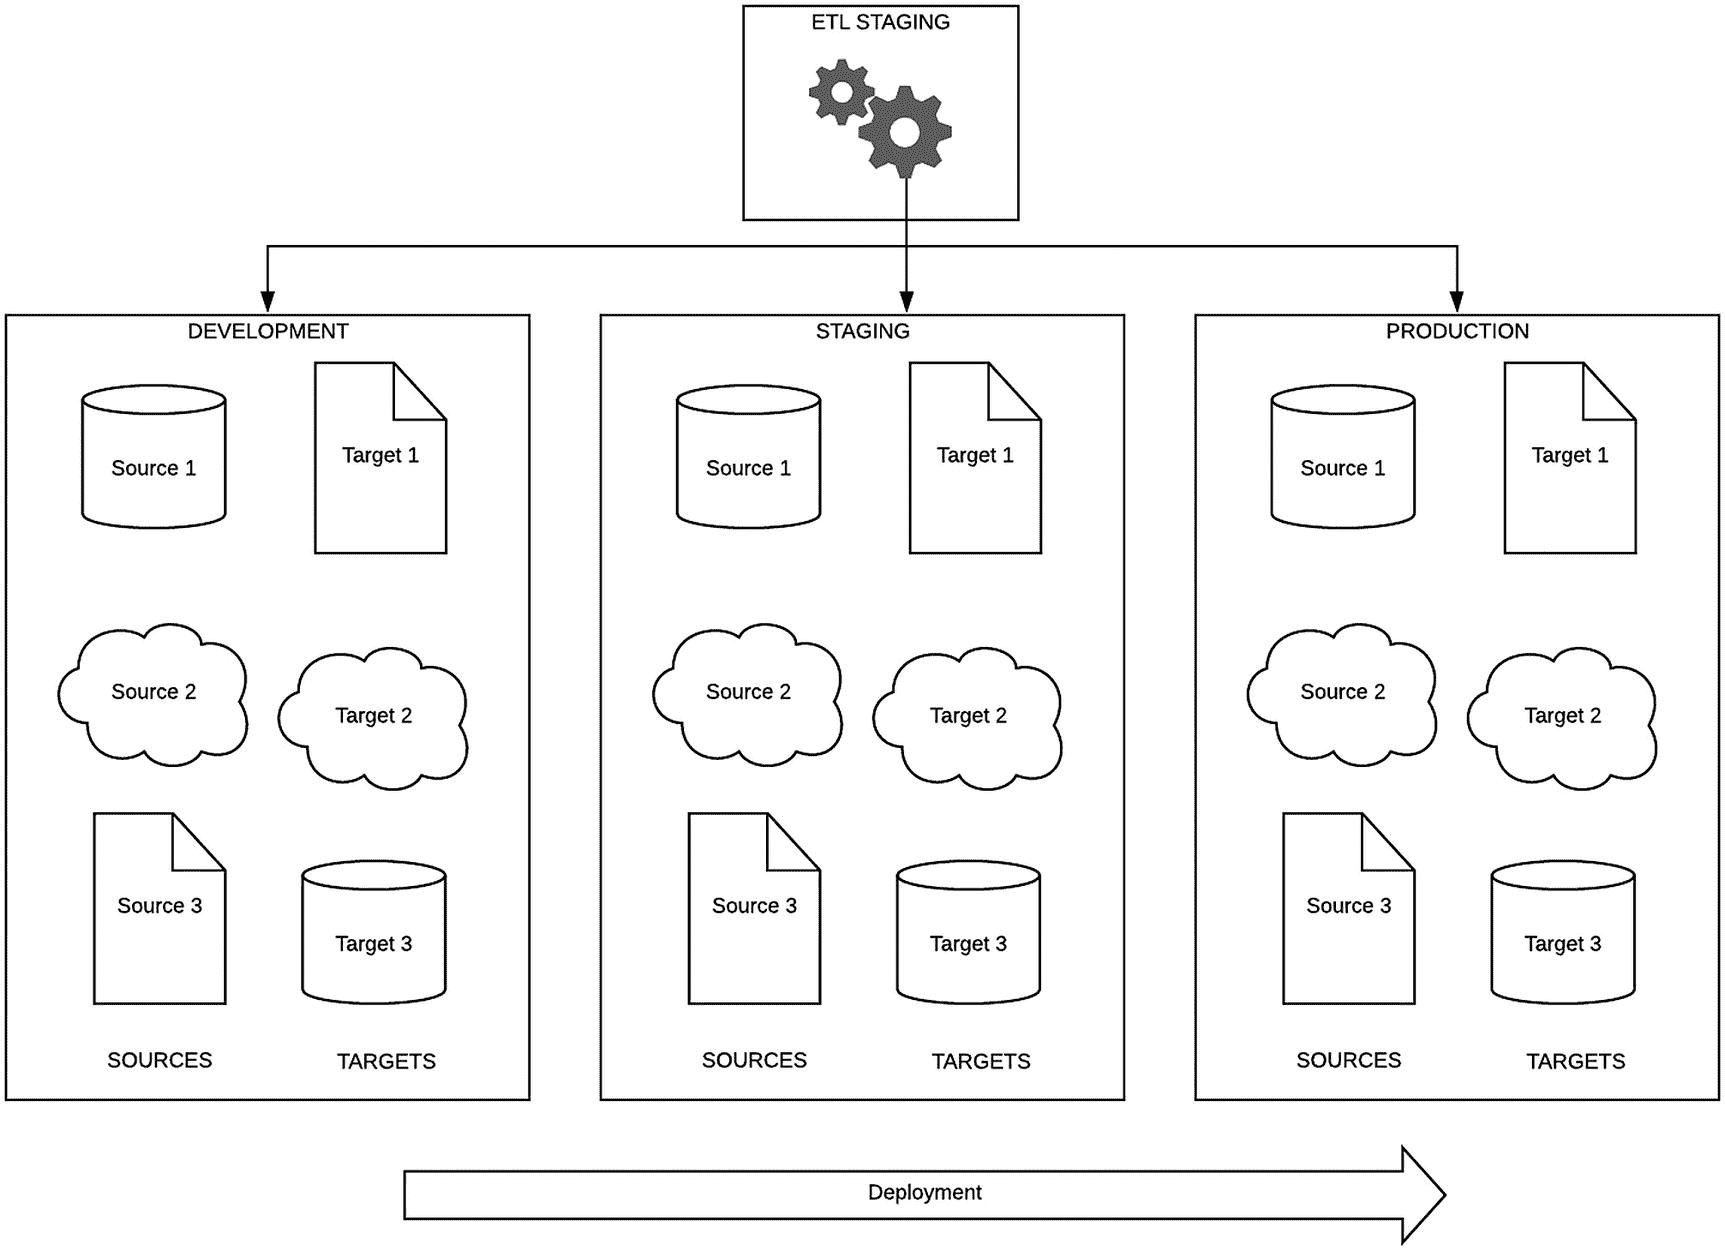 ETL STAGING
DEVELOPMENT
Source 1
Target 1
Source 2
Target 2
Source 3
Target 3
SOURCES
TARGETS
STAGING
Source 1
Target 1
Source 2
Target 2
Source 3
Target 3
SOURCES
TARGETS
PRODUCTION
Source 1
Target 1
Source 2
Target 2
Source 3
Target 3
SOURCES
TARGETS
Deployment